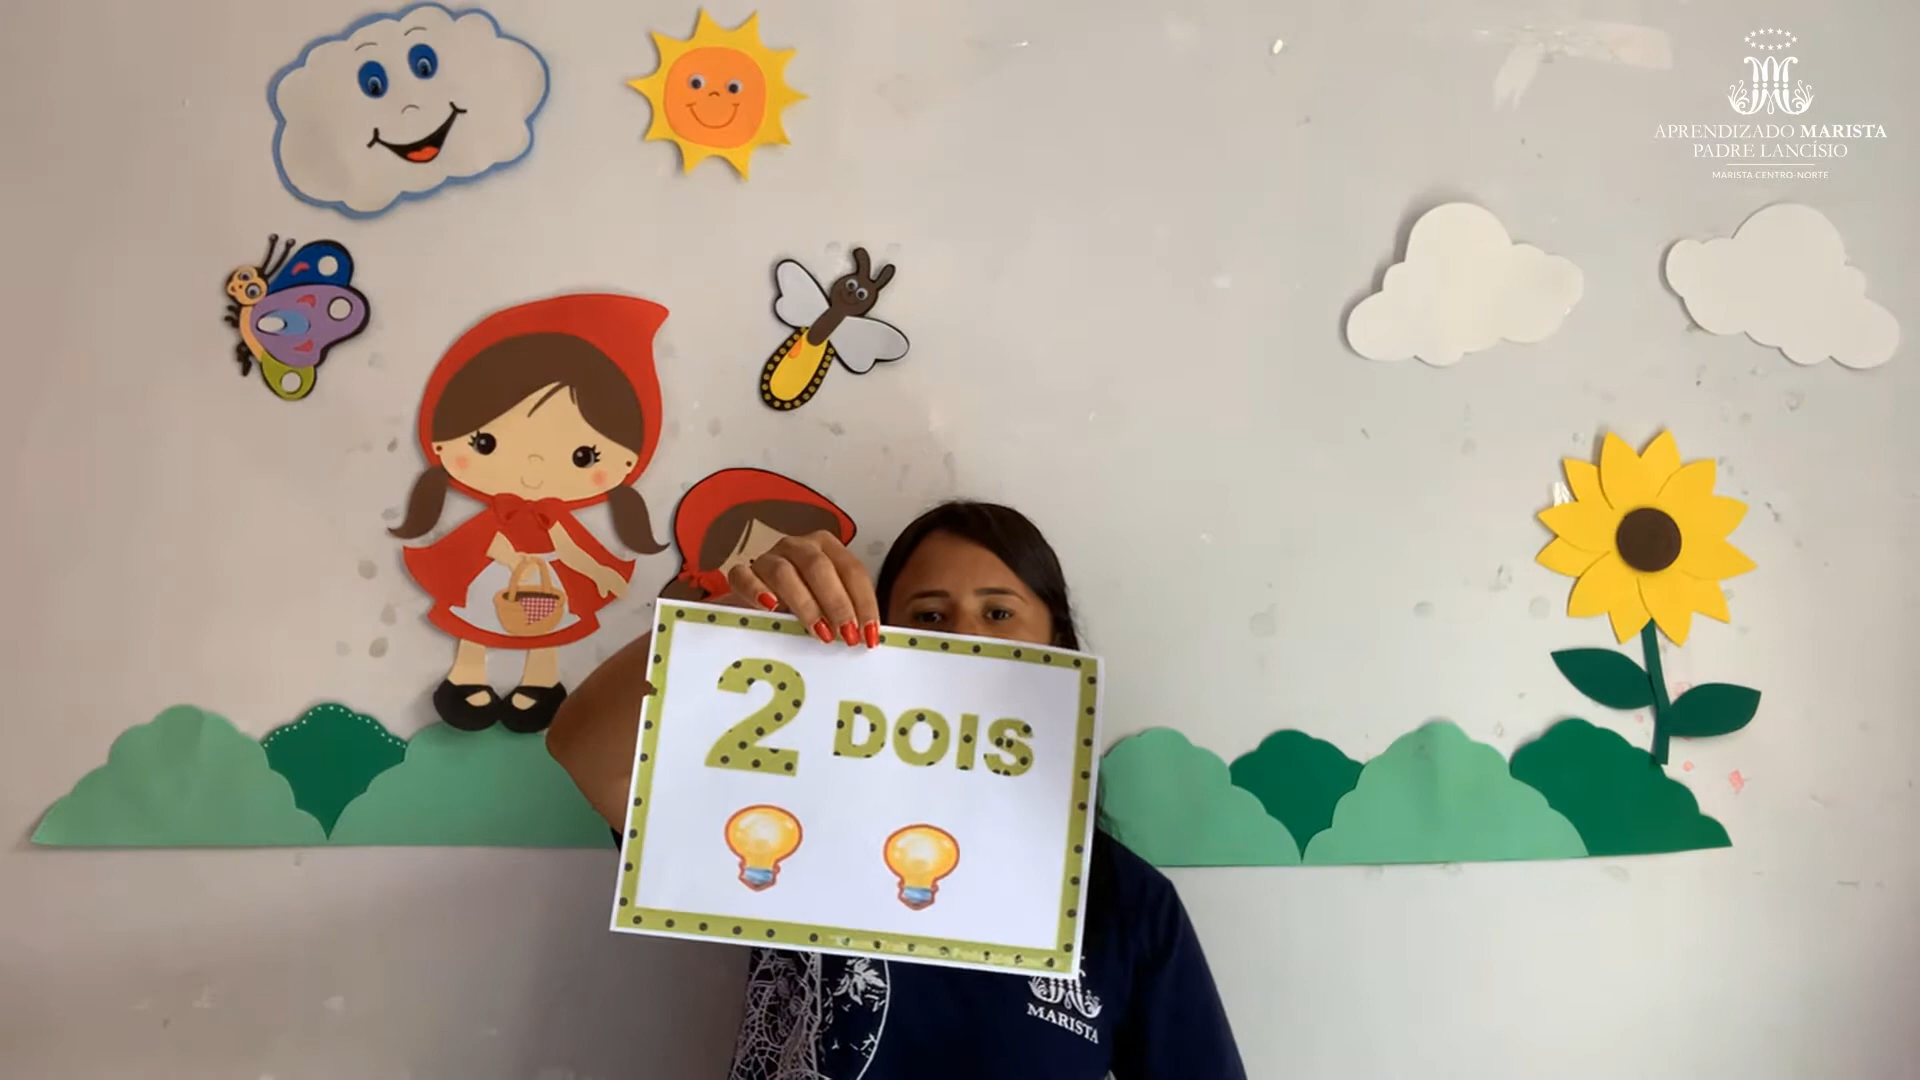 APRENDIZADO MARISTA
PADRE LANCÍSIO
MARISTA CENTRO-NORTE
2 DOIS
MARISTA